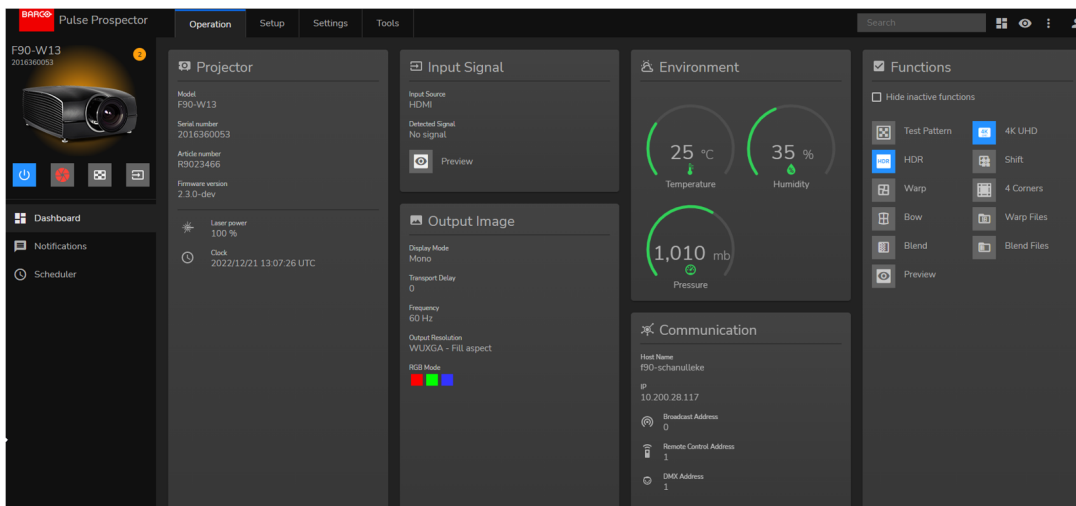 BARCO
Pulse Prospector
Operation
Setup
Settings
Tools
Search
F90-W13
2016360053
2
Dashboard
Notifications
Scheduler
Projector
Model
F90-W13
Serial number
2016360053
Article number
R9023466
Firmware version
2.3.0-dev
Laser power
100 %
Clock
2022/12/21 13:07:26 UTC
Input Signal
Input Source
HDMI
Detected Signal
No signal
Preview
Output Image
Display Mode
Mono
Transport Delay
0
Frequency
60 Hz
Output Resolution
WUXGA - Fill aspect
RGB Mode
Environment
25 °C
Temperature
35 %
Humidity
1,010 mb
Pressure
Communication
Host Name
f90-schanulleke
IP
10.200.28.117
Broadcast Address
0
Remote Control Address
1
DMX Address
1
Functions
Hide inactive functions
Test Pattern
4K UHD
HDR
HDR
Shift
Warp
4 Corners
Bow
Warp Files
Blend
Blend Files
Preview